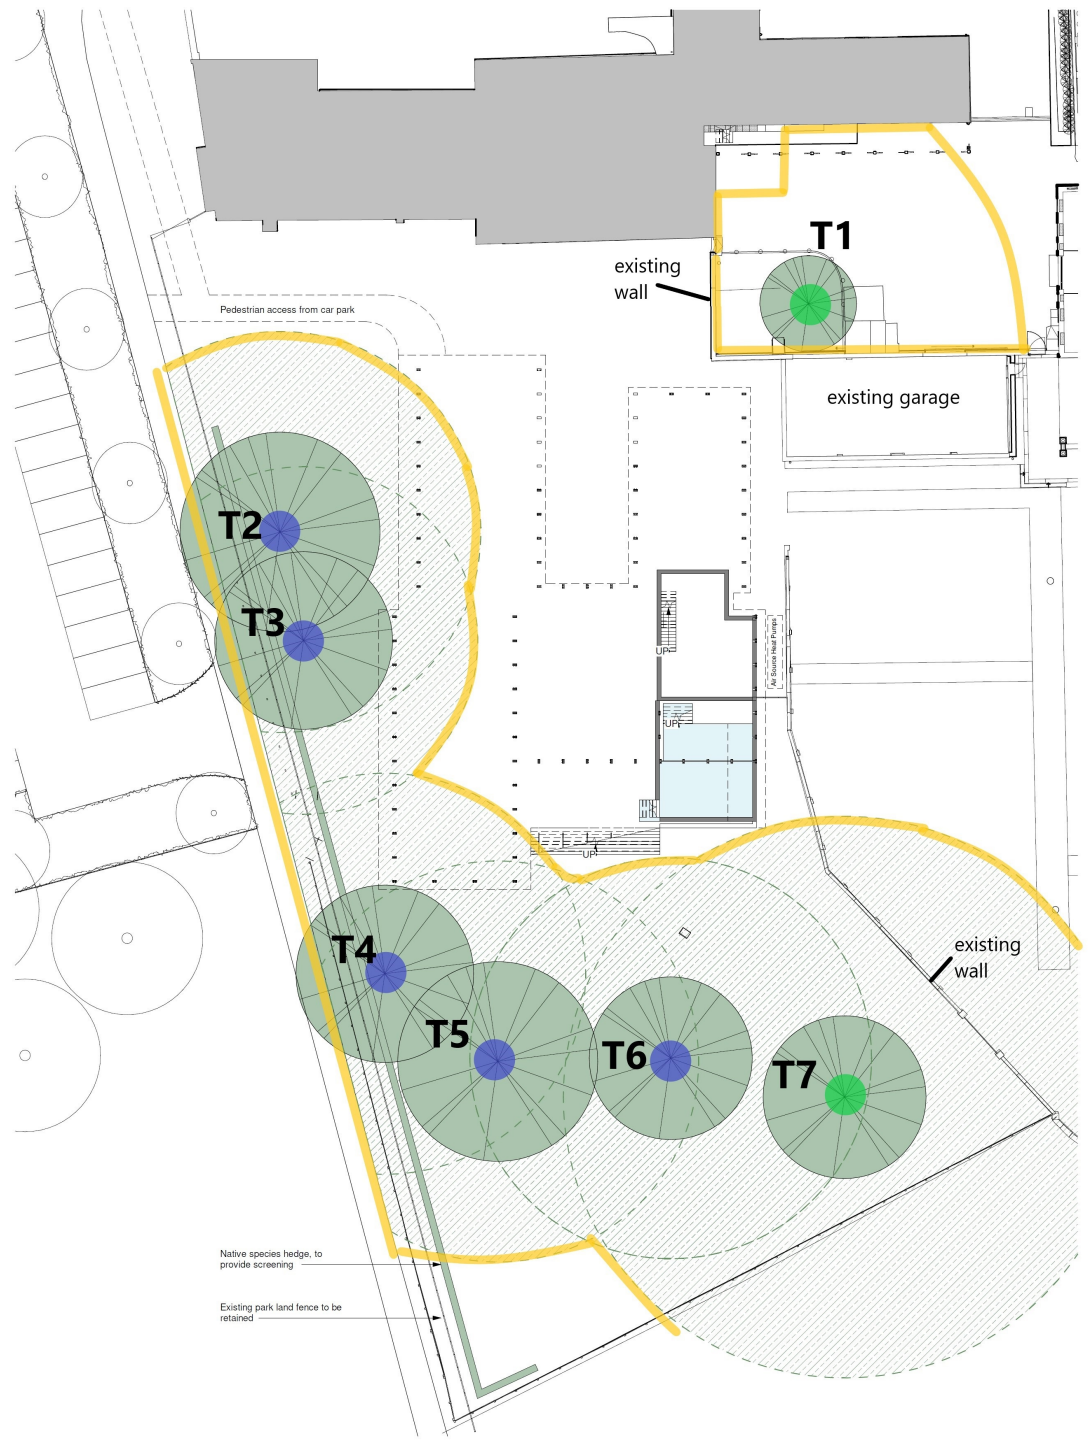 T1
existing
wall
Pedestrian access from car park
existing garage
T2
T3
UP
Air Source Heat Pumps
UP
UP
T4
existing
wall
T5
T6
T7
Native species hedge, to
provide screening
Existing park land fence to be
retained